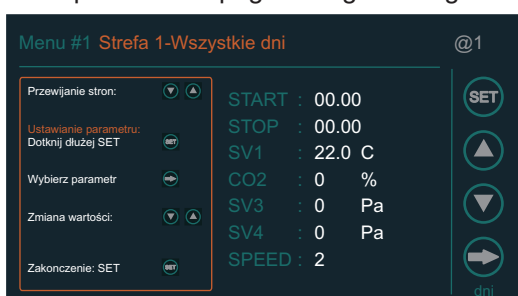 Menu #1 Strefa 1-Wszystkie dni @1
Przewijanie stron:
Ustawianie parametru:
Dotknij dłużej SET SET
Wybierz parametr
Zmiana wartości:
Zakonczenie: SET SET
START : 00.00
STOP : 00.00
SV1 : 22.0 C
CO2 : 0 %
SV3 : 0 Pa
SV4 : 0 Pa
SPEED : 2
SET
dni